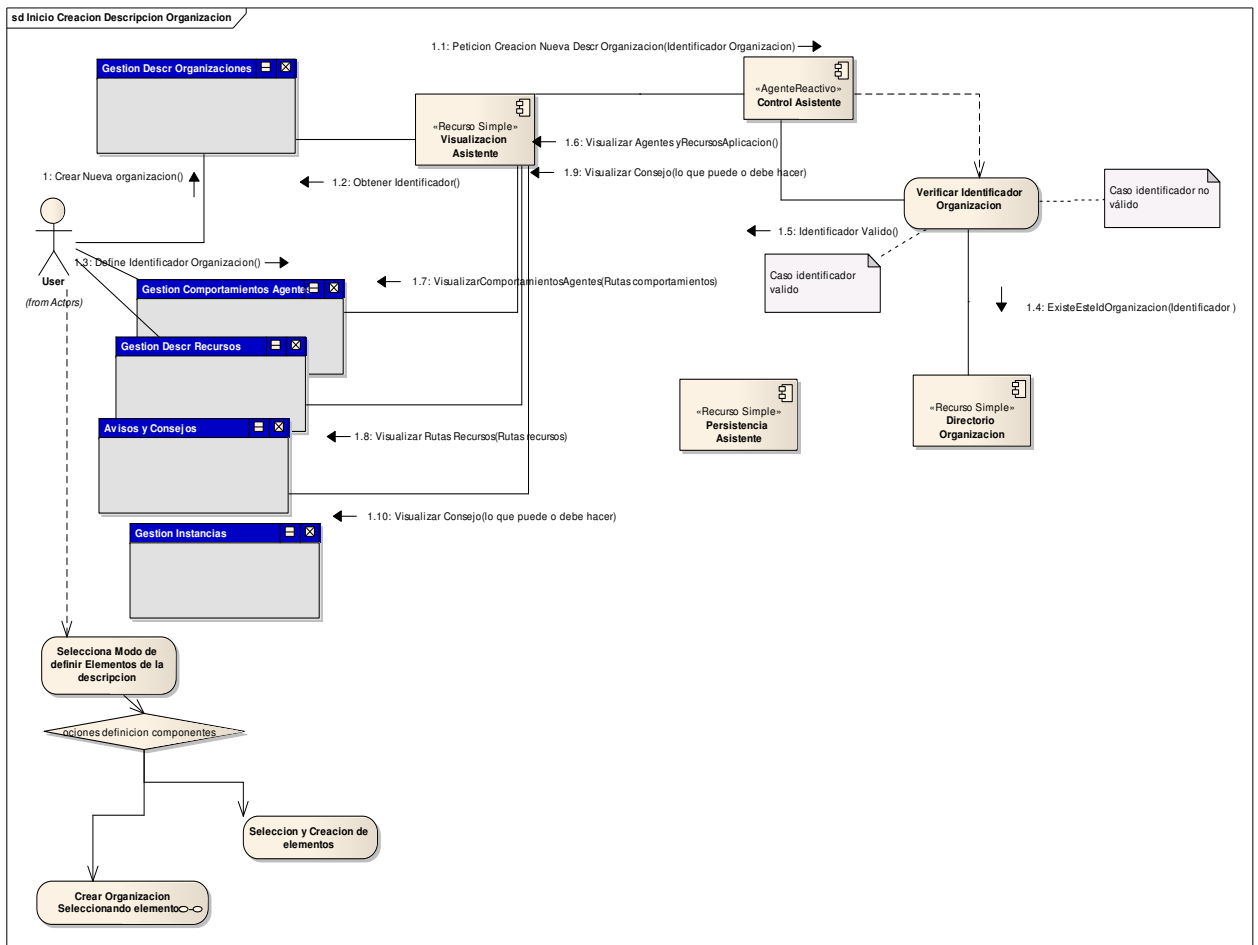 sd Inicio Creacion Descripcion Organizacion
1.1: Peticion Creacion Nueva Descr Organizacion(Identificador Organizacion)
Gestion Descr Organizaciones
«AgenteReactivo»
Control Asistente
«Recurso Simple»
Visualizacion
Asistente
1.6: Visualizar Agentes yRecursosAplicacion()
1: Crear Nueva organizacion()
1.2: Obtener Identificador()
1.9: Visualizar Consejo(lo que puede o debe hacer)
Verificar Identificador
Organizacion
Caso identificador no
válido
1.5: Identificador Valido()
1.3: Define Identificador Organizacion()
User
(from Actors)
Caso identificador
valido
Gestion Comportamientos Agentes
1.7: VisualizarComportamientosAgentes(Rutas comportamientos)
1.4: ExisteEsteIdOrganizacion(Identificador )
Gestion Descr Recursos
«Recurso Simple»
Persistencia
Asistente
«Recurso Simple»
Directorio
Organizacion
Avisos y Consejos
1.8: Visualizar Rutas Recursos(Rutas recursos)
1.10: Visualizar Consejo(lo que puede o debe hacer)
Gestion Instancias
Selecciona Modo de
definir Elementos de la
descripcion
ociones definicion componentes
Seleccion y Creacion de
elementos
Crear Organizacion
Seleccionando elemento